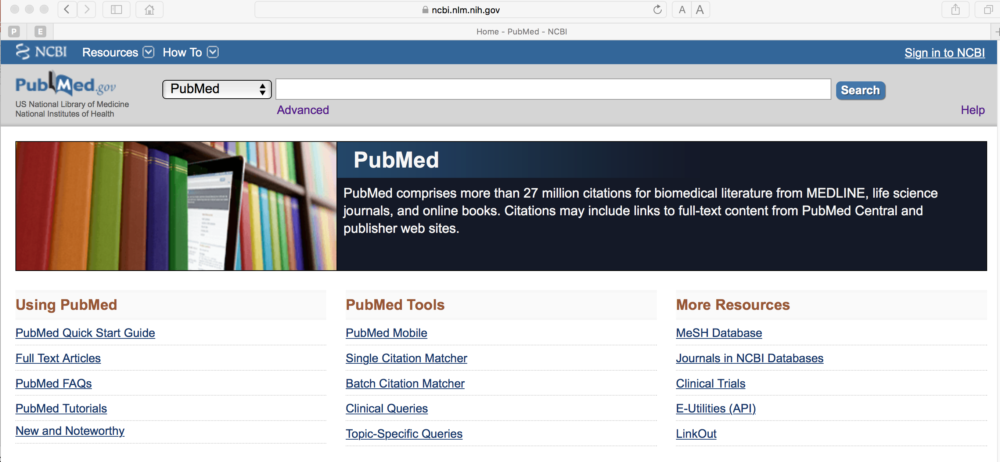 ncbi.nlm.nih.gov
A A
P E Home - PubMed - NCBI
NCBI Resources How To Sign in to NCBI
PubMed.gov
US National Library of Medicine
National Institutes of Health
PubMed
Search
Advanced
Help
PubMed
PubMed comprises more than 27 million citations for biomedical literature from MEDLINE, life science
journals, and online books. Citations may include links to full-text content from PubMed Central and
publisher web sites.
Using PubMed
PubMed Quick Start Guide
Full Text Articles
PubMed FAQs
PubMed Tutorials
New and Noteworthy
PubMed Tools
PubMed Mobile
Single Citation Matcher
Batch Citation Matcher
Clinical Queries
Topic-Specific Queries
More Resources
MeSH Database
Journals in NCBI Databases
Clinical Trials
E-Utilities (API)
LinkOut